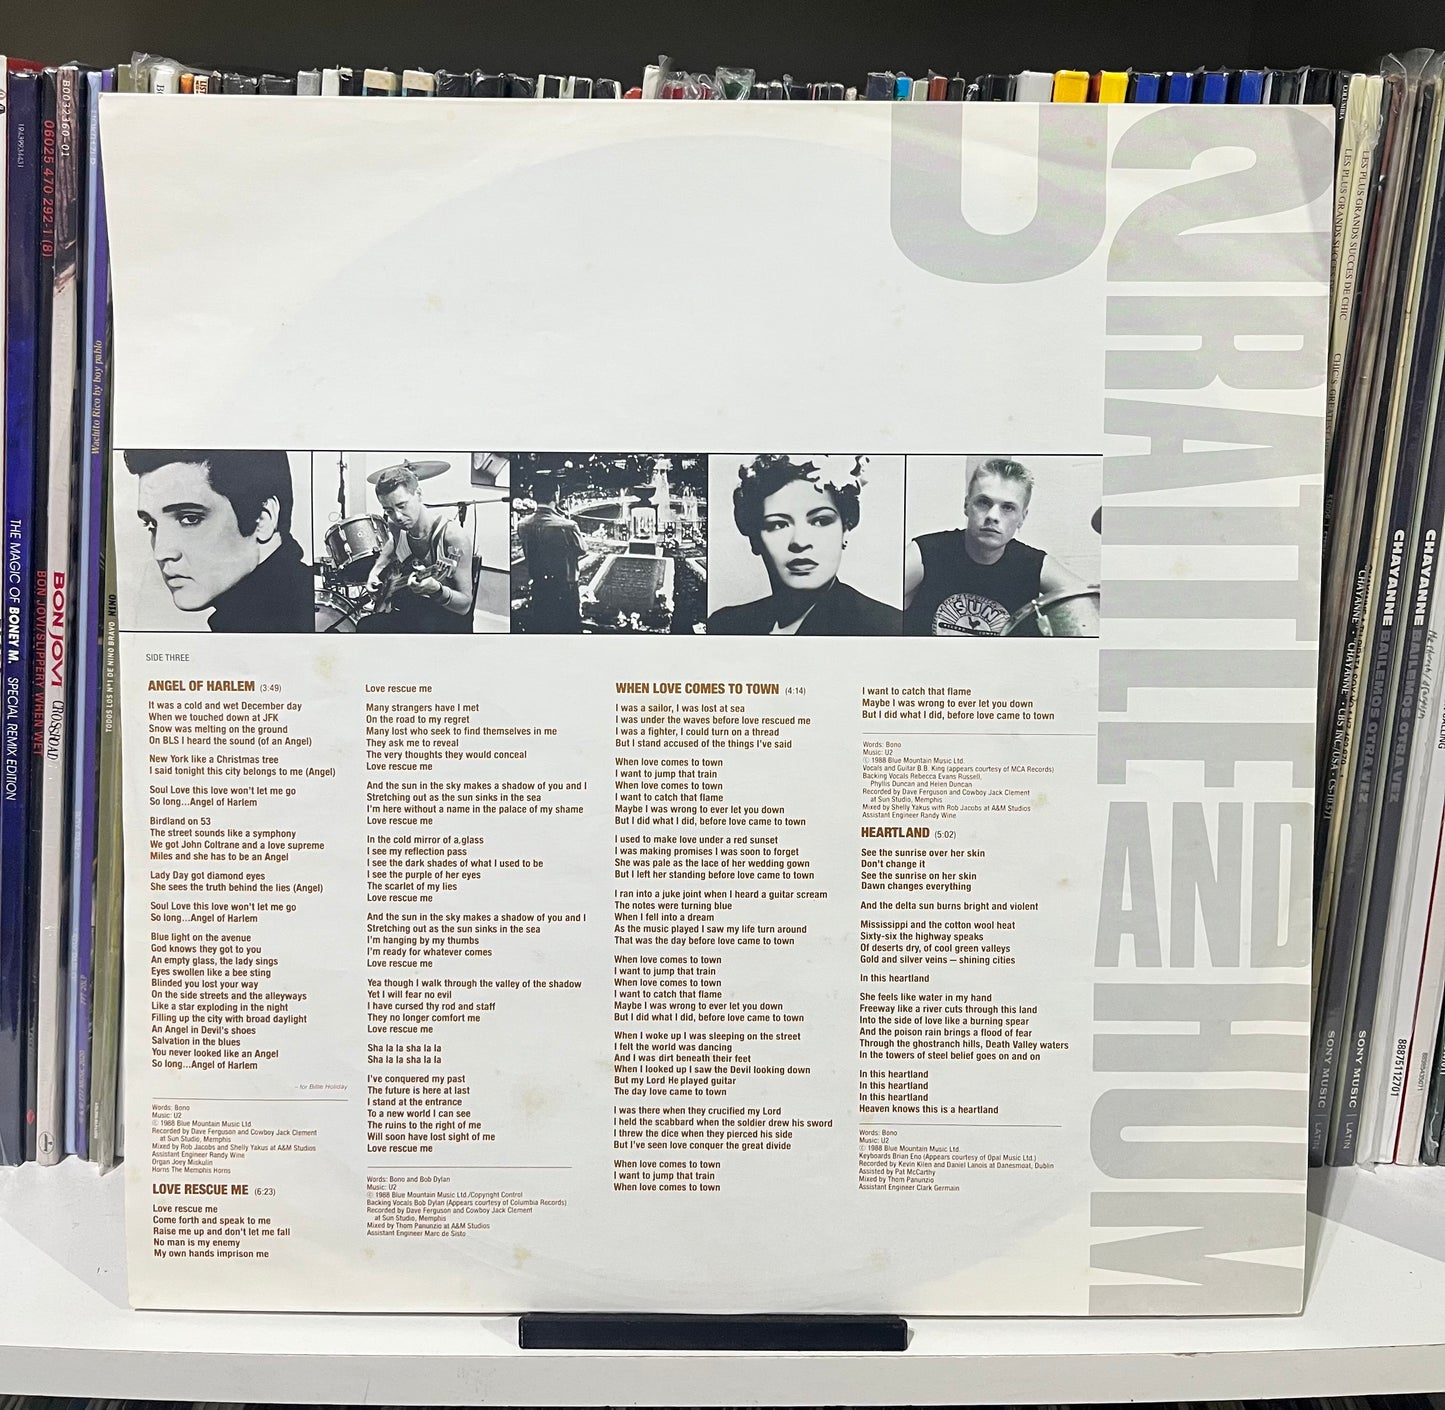 U2 RATTLE AND HUM
SUN
SIDE THREE
ANGEL OF HARLEM (3:49)
It was a cold and wet December day
When we touched down at JFK
Snow was melting on the ground
On BLS I heard the sound (of an Angel)
New York like a Christmas tree
I said tonight this city belongs to me (Angel)
Soul Love this love won't let me go
So long...Angel of Harlem
Birdland on 53
The street sounds like a symphony
We got John Coltrane and a love supreme
Miles and she has to be an Angel
Lady Day got diamond eyes
She sees the truth behind the lies (Angel)
Soul Love this love won't let me go
So long...Angel of Harlem
Blue light on the avenue
God knows they got to you
An empty glass, the lady sings
Eyes swollen like a bee sting
Blinded you lost your way
On the side streets and the alleyways
Like a star exploding in the night
Filling up the city with broad daylight
An Angel in Devil's shoes
Salvation in the blues
You never looked like an Angel
So long...Angel of Harlem
– for Billie Holiday
Words: Bono
Music: U2
Ⓒ 1988 Blue Mountain Music Ltd.
Recorded by Dave Ferguson and Cowboy Jack Clement
at Sun Studio, Memphis
Mixed by Rob Jacobs and Shelly Yakus at A&M Studios
Assistant Engineer Randy Wine
Organ Joey Miskulin
Horns The Memphis Horns
LOVE RESCUE ME (6:23)
Love rescue me
Come forth and speak to me
Raise me up and don't let me fall
No man is my enemy
My own hands imprison me
Love rescue me
Many strangers have I met
On the road to my regret
Many lost who seek to find themselves in me
They ask me to reveal
The very thoughts they would conceal
Love rescue me
And the sun in the sky makes a shadow of you and I
Stretching out as the sun sinks in the sea
I'm here without a name in the palace of my shame
Love rescue me
In the cold mirror of a glass
I see my reflection pass
I see the dark shades of what I used to be
I see the purple of her eyes
The scarlet of my lies
Love rescue me
And the sun in the sky makes a shadow of you and I
Stretching out as the sun sinks in the sea
I'm hanging by my thumbs
I'm ready for whatever comes
Love rescue me
Yea though I walk through the valley of the shadow
Yet I will fear no evil
I have cursed thy rod and staff
They no longer comfort me
Love rescue me
Sha la la sha la la
Sha la la sha la la
I've conquered my past
The future is here at last
I stand at the entrance
To a new world I can see
The ruins to the right of me
Will soon have lost sight of me
Love rescue me
Words: Bono and Bob Dylan
Music: U2
Ⓒ 1988 Blue Mountain Music Ltd./Copyright Control
Backing Vocals Bob Dylan (Appears courtesy of Columbia Records)
Recorded by Dave Ferguson and Cowboy Jack Clement
at Sun Studio, Memphis
Mixed by Thom Panunzio at A&M Studios
Assistant Engineer Marc de Sisto
WHEN LOVE COMES TO TOWN (4:14)
I was a sailor, I was lost at sea
I was under the waves before love rescued me
I was a fighter, I could turn on a thread
But I stand accused of the things I've said
When love comes to town
I want to jump that train
When love comes to town
I want to catch that flame
Maybe I was wrong to ever let you down
But I did what I did, before love came to town
I used to make love under a red sunset
I was making promises I was soon to forget
She was pale as the lace of her wedding gown
But I left her standing before love came to town
I ran into a juke joint when I heard a guitar scream
The notes were turning blue
When I fell into a dream
As the music played I saw my life turn around
That was the day before love came to town
When love comes to town
I want to jump that train
When love comes to town
I want to catch that flame
Maybe I was wrong to ever let you down
But I did what I did, before love came to town
When I woke up I was sleeping on the street
I felt the world was dancing
And I was dirt beneath their feet
When I looked up I saw the Devil looking down
But my Lord He played guitar
The day love came to town
I was there when they crucified my Lord
I held the scabbard when the soldier drew his sword
I threw the dice when they pierced his side
But I've seen love conquer the great divide
When love comes to town
I want to jump that train
When love comes to town
I want to catch that flame
Maybe I was wrong to ever let you down
But I did what I did, before love came to town
Words: Bono
Music: U2
Ⓒ 1988 Blue Mountain Music Ltd.
Vocals and Guitar B.B. King (appears courtesy of MCA Records)
Backing Vocals Rebecca Evans Russell,
Phyllis Duncan and Helen Duncan
Recorded by Dave Ferguson and Cowboy Jack Clement
at Sun Studio, Memphis
Mixed by Shelly Yakus with Rob Jacobs at A&M Studios
Assistant Engineer Randy Wine
HEARTLAND (5:02)
See the sunrise over her skin
Don't change it
See the sunrise on her skin
Dawn changes everything
And the delta sun burns bright and violent
Mississippi and the cotton wool heat
Sixty-six the highway speaks
Of deserts dry, of cool green valleys
Gold and silver veins — shining cities
In this heartland
She feels like water in my hand
Freeway like a river cuts through this land
Into the side of love like a burning spear
And the poison rain brings a flood of fear
Through the ghostranch hills, Death Valley waters
In the towers of steel belief goes on and on
In this heartland
In this heartland
In this heartland
Heaven knows this is a heartland
Words: Bono
Music: U2
Ⓒ 1988 Blue Mountain Music Ltd.
Keyboards Brian Eno (Appears courtesy of Opal Music Ltd.)
Recorded by Kevin Killen and Daniel Lanois at Danesmoat, Dublin
Assisted by Pat McCarthy
Mixed by Thom Panunzio
Assistant Engineer Clark Germain
19439934431
THE MAGIC OF BONEY M. SPECIAL REMIX EDITION
06025 470 292-1 (8)
BON JOVI/SLIPPERY WHEN WET
B0032360-01
BON JOVI CROSSROAD
Wachito Rico by boy pablo
TODOS LOS Nº1 DE NINO BRAVO NINO
LES PLUS GRANDS SUCCES DE CHIC
LES PLUS GRANDS SUCCES DE CHIC
SONY MUSIC | LATIN
SONY MUSIC | LATIN
CHAYANNE BAILEMOS OTRA VEZ
88875112701
CHAYANNE BAILEMOS OTRA VEZ